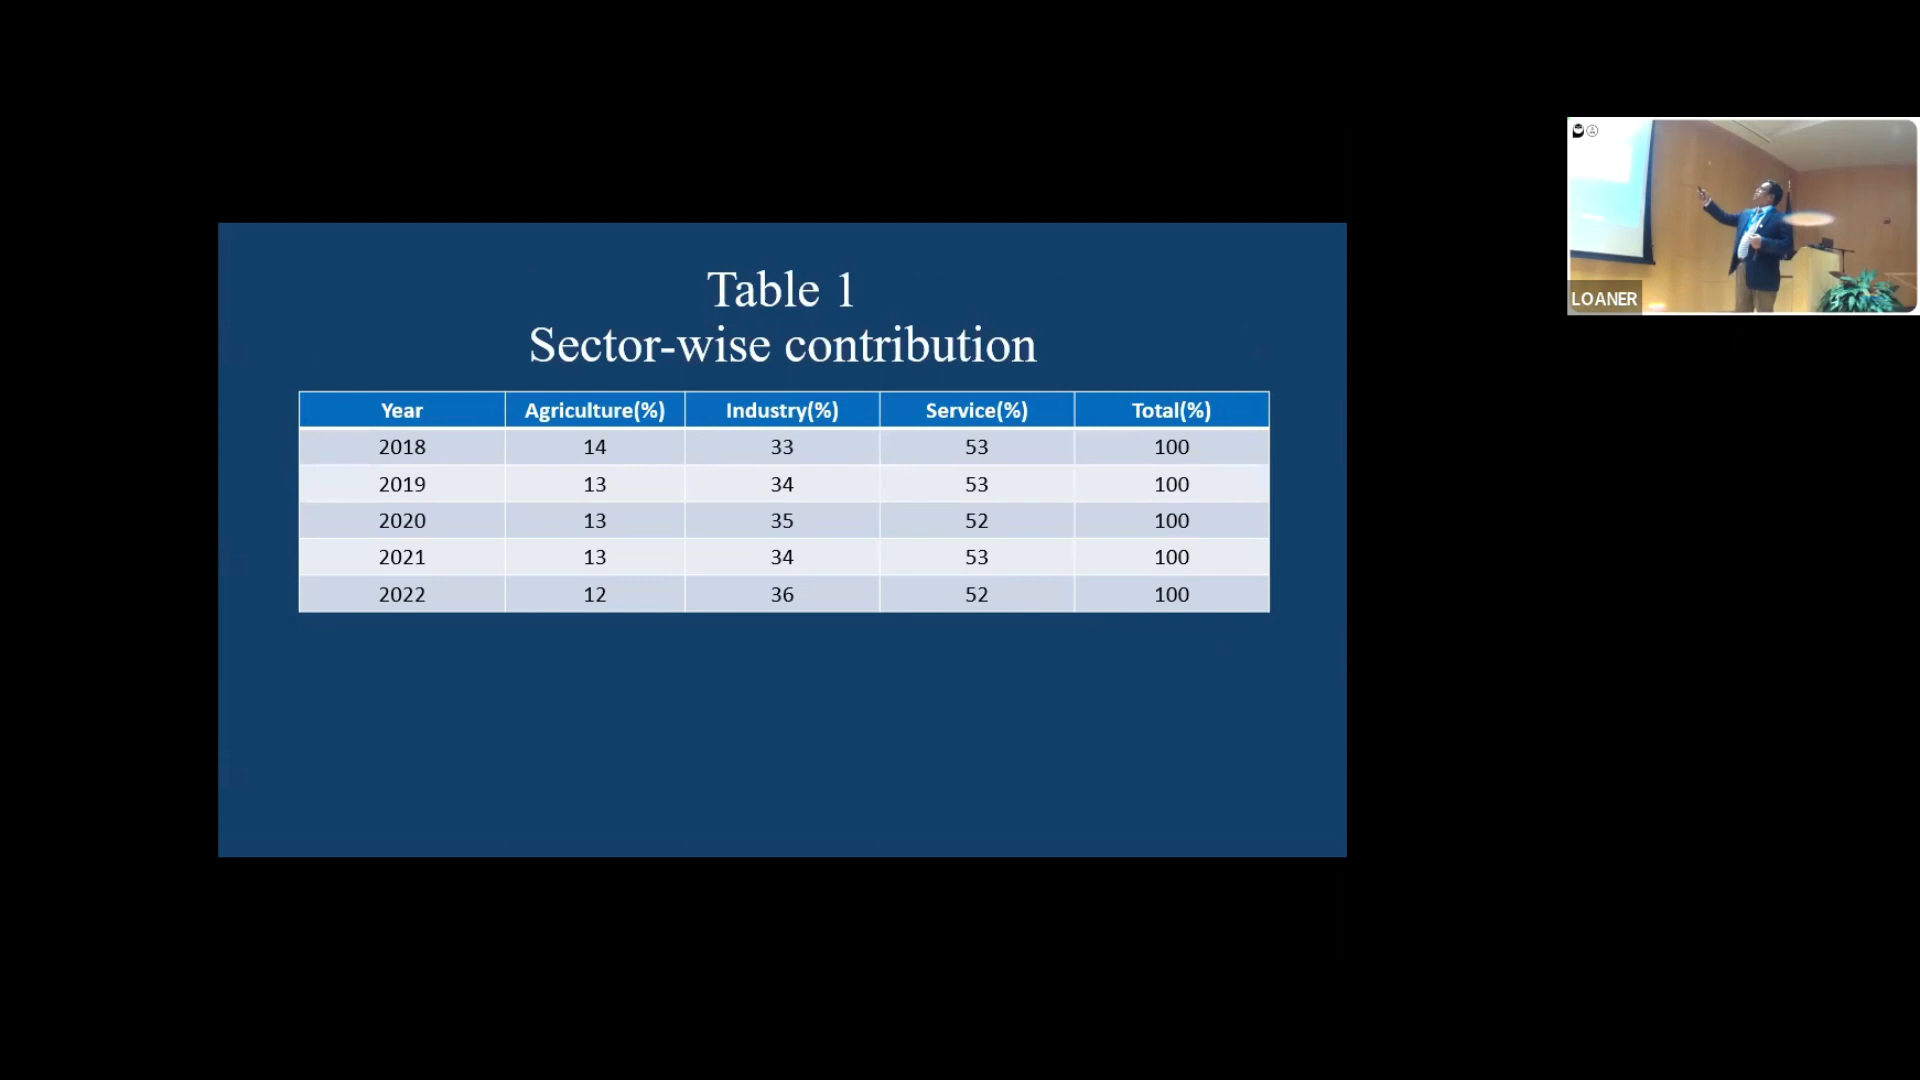 Table 1
Sector-wise contribution
Year Agriculture(%) Industry(%) Service(%) Total(%)
2018 14 33 53 100
2019 13 34 53 100
2020 13 35 52 100
2021 13 34 53 100
2022 12 36 52 100
LOANER